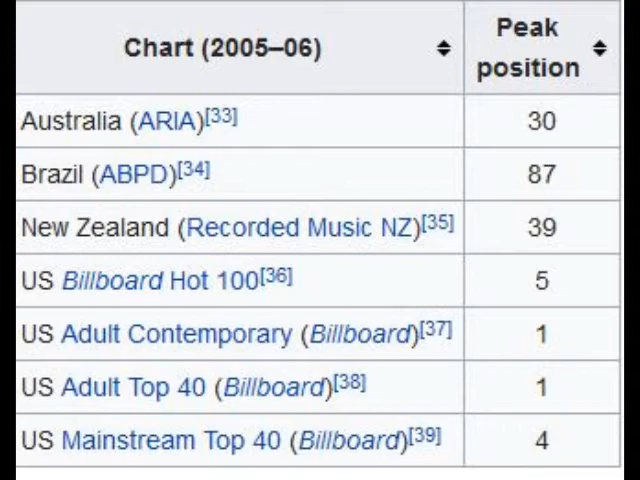 Chart (2005–06) Peak position
Australia (ARIA)[33] 30
Brazil (ABPD)[34] 87
New Zealand (Recorded Music NZ)[35] 39
US Billboard Hot 100[36] 5
US Adult Contemporary (Billboard)[37] 1
US Adult Top 40 (Billboard)[38] 1
US Mainstream Top 40 (Billboard)[39] 4